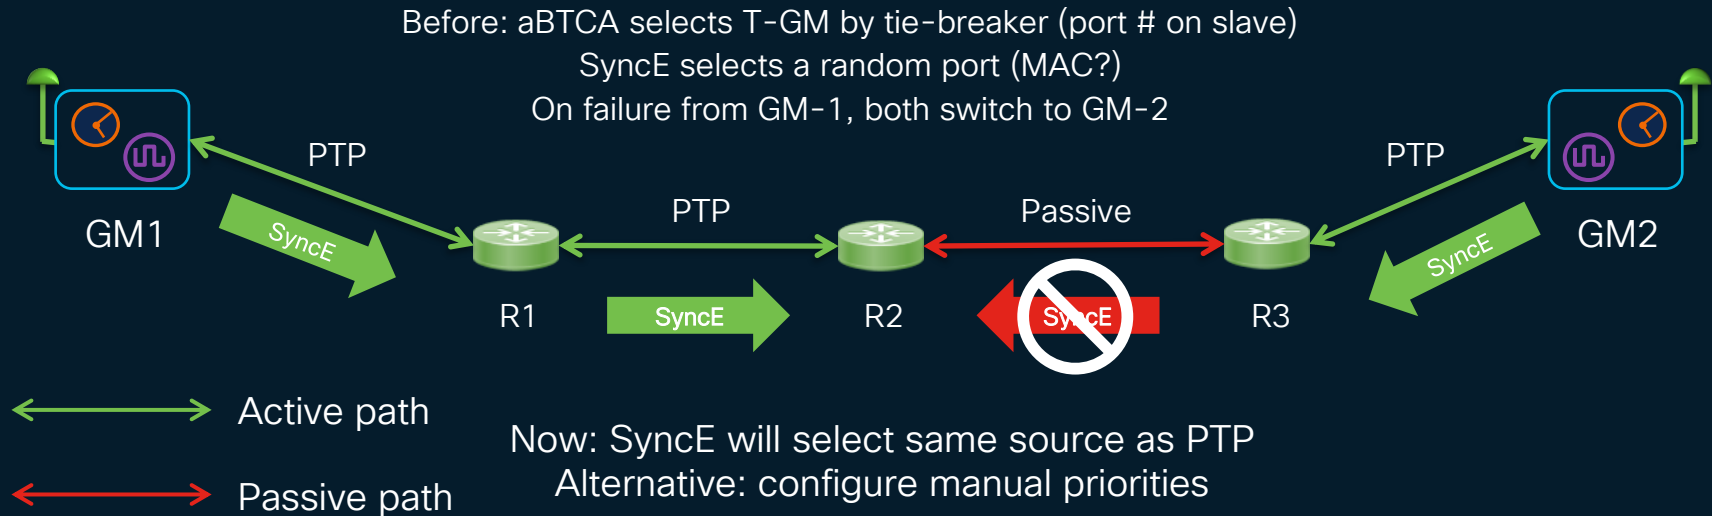 Before: aBTCA selects T-GM by tie-breaker (port # on slave)
SyncE selects a random port (MAC?)
On failure from GM-1, both switch to GM-2
PTP
PTP
PTP
Passive
GM1
SyncE
GM2
SyncE
R1
SyncE
R2
SyncE
R3
Active path
Passive path
Now: SyncE will select same source as PTP
Alternative: configure manual priorities